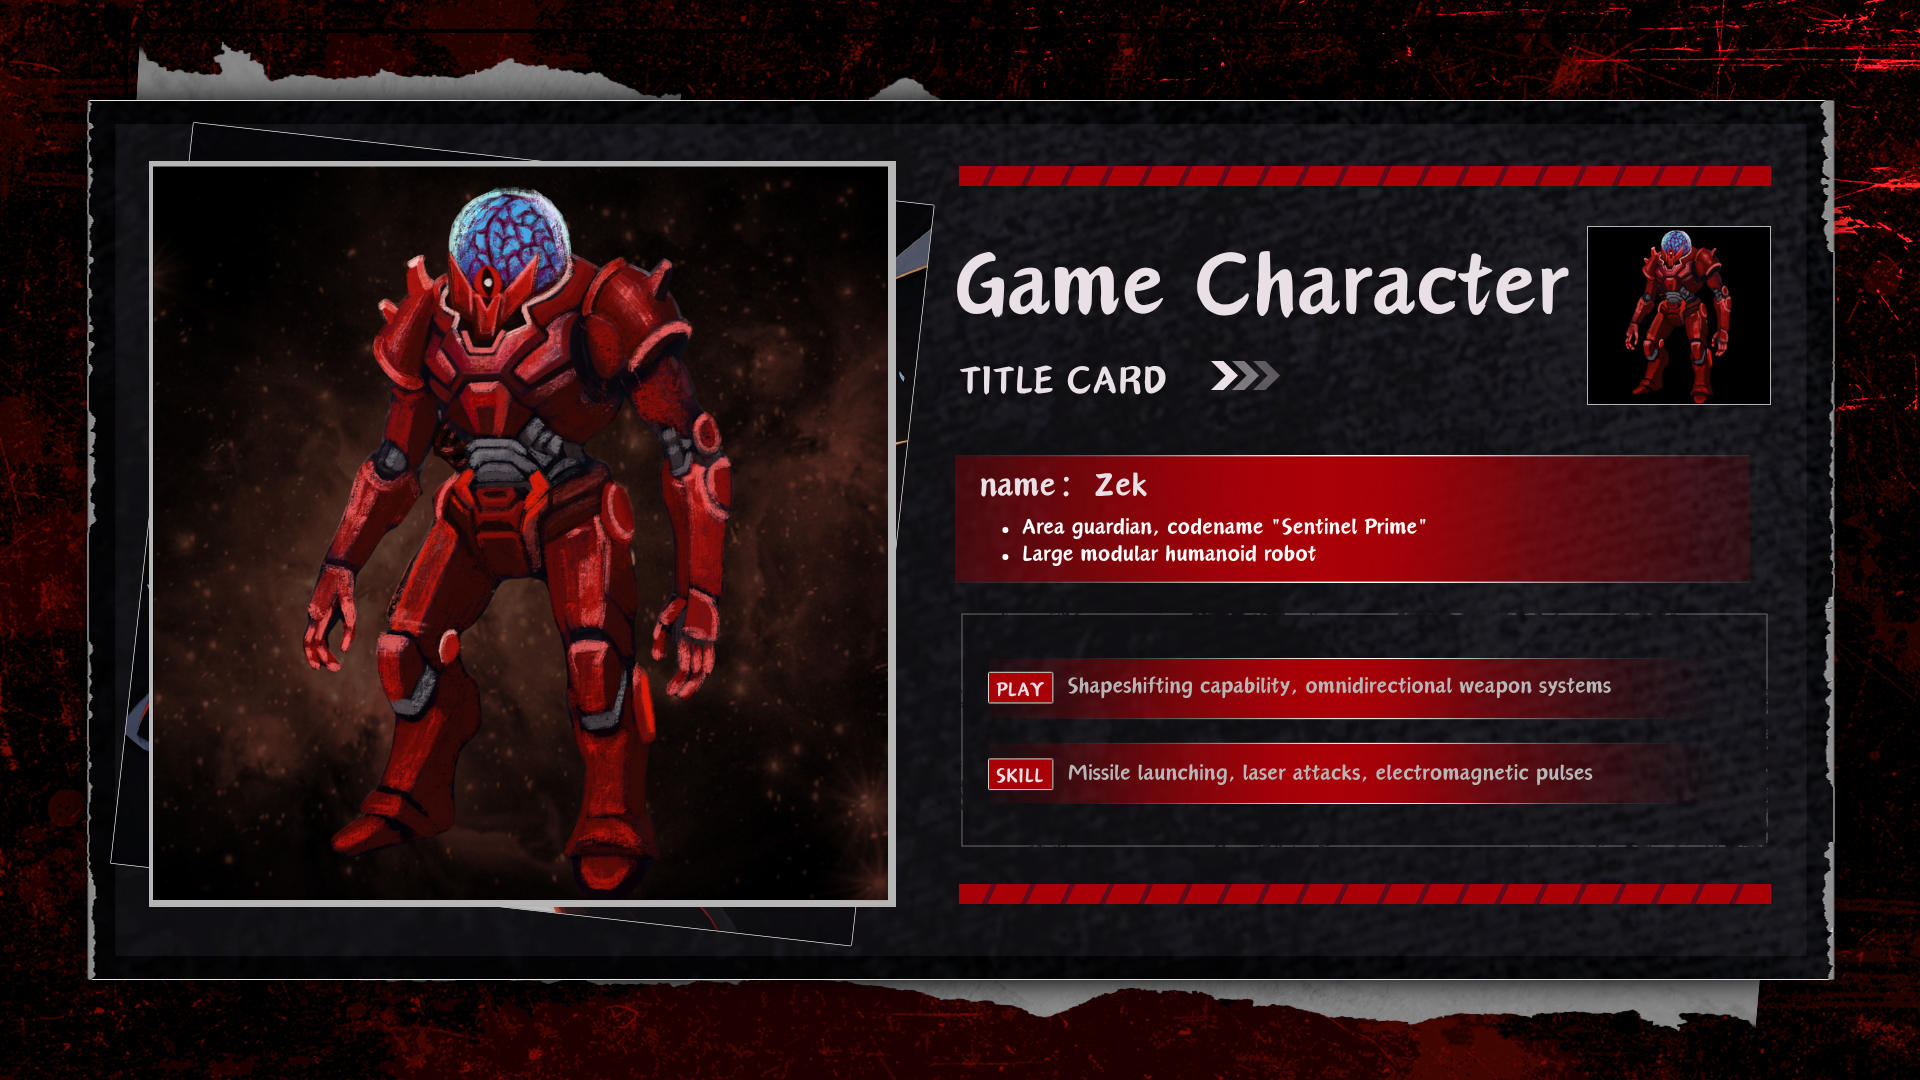 Game Character
TITLE CARD
name: Zek
• Area guardian, codename "Sentinel Prime"
• Large modular humanoid robot
PLAY Shapeshifting capability, omnidirectional weapon systems
SKILL Missile launching, laser attacks, electromagnetic pulses